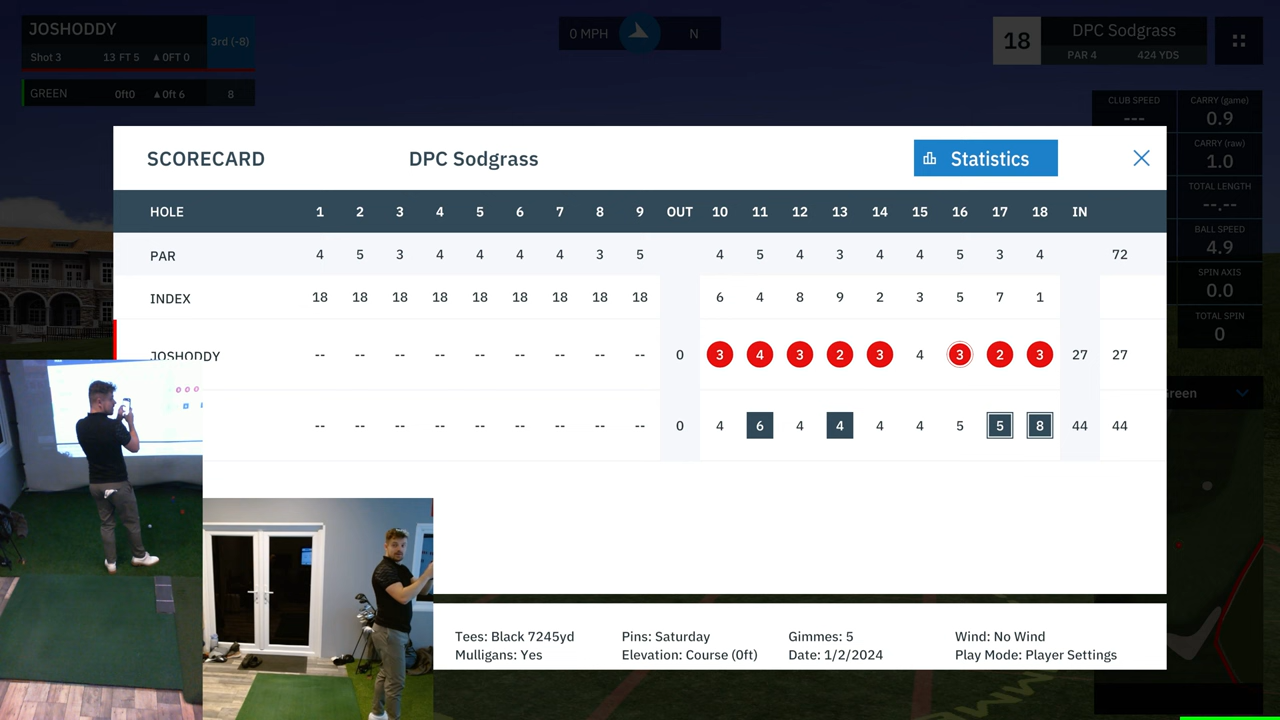 JOSHODDY
Shot 3 13 FT 5 ▲0FT 0
3rd (-8)
GREEN 0ft0 ▲0ft 6 8
0 MPH N
18
DPC Sodgrass
PAR 4 424 YDS
CLUB SPEED
---
CARRY (game)
0.9
CARRY (raw)
1.0
TOTAL LENGTH
--.--
BALL SPEED
4.9
SPIN AXIS
0.0
TOTAL SPIN
0
SCORECARD DPC Sodgrass Statistics
HOLE 1 2 3 4 5 6 7 8 9 OUT 10 11 12 13 14 15 16 17 18 IN
PAR 4 5 3 4 4 4 4 3 5 4 5 4 3 4 4 5 3 4 72
INDEX 18 18 18 18 18 18 18 18 18 6 4 8 9 2 3 5 7 1
JOSHODDY -- -- -- -- -- -- -- -- -- 0 3 4 3 2 3 4 3 2 3 27 27
-- -- -- -- -- -- -- -- -- 0 4 6 4 4 4 4 5 5 8 44 44
Tees: Black 7245yd Pins: Saturday Gimmes: 5 Wind: No Wind
Mulligans: Yes Elevation: Course (0ft) Date: 1/2/2024 Play Mode: Player Settings